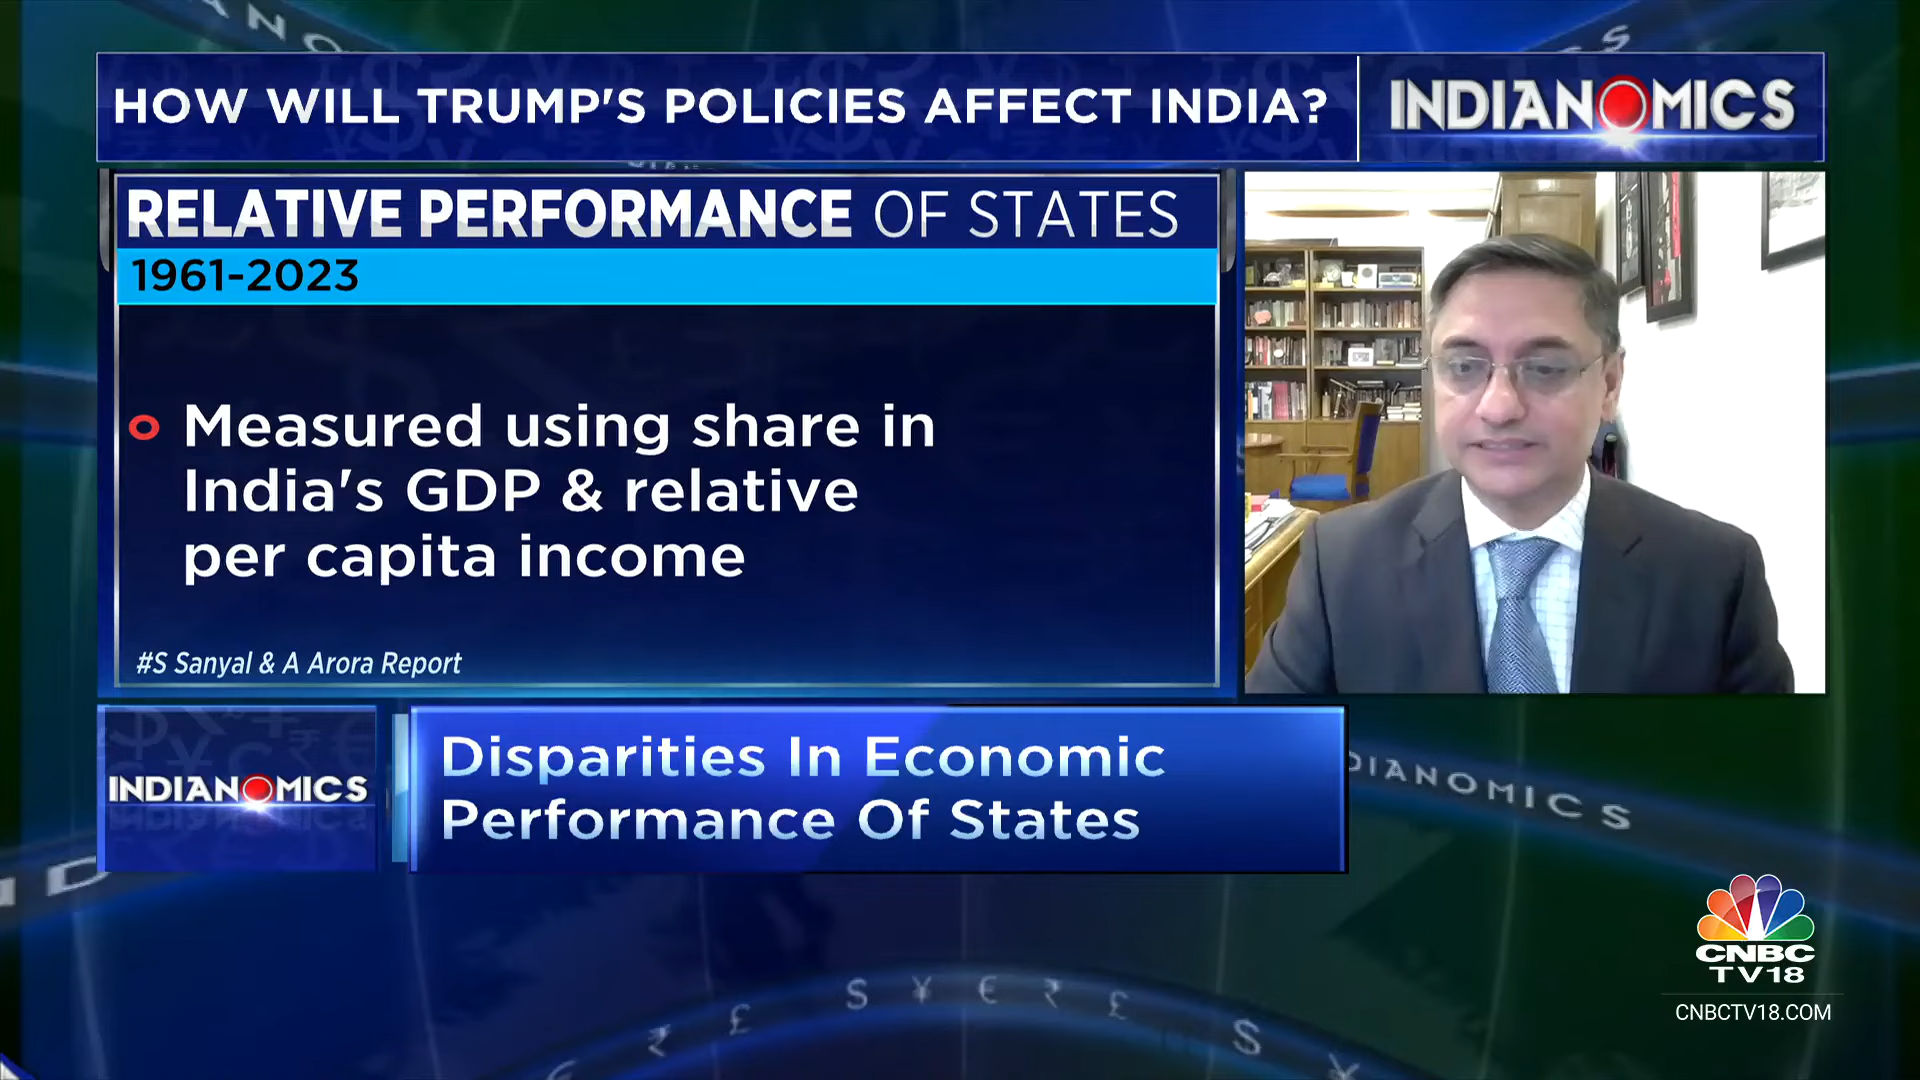 HOW WILL TRUMP'S POLICIES AFFECT INDIA?
INDIANOMICS
RELATIVE PERFORMANCE OF STATES
1961-2023
Measured using share in
India's GDP & relative
per capita income
#S Sanyal & A Arora Report
INDIANOMICS
Disparities In Economic
Performance Of States
DIANOMICS
CNBC
TV18
CNBCTV18.COM
$ ¥ € ₹ £